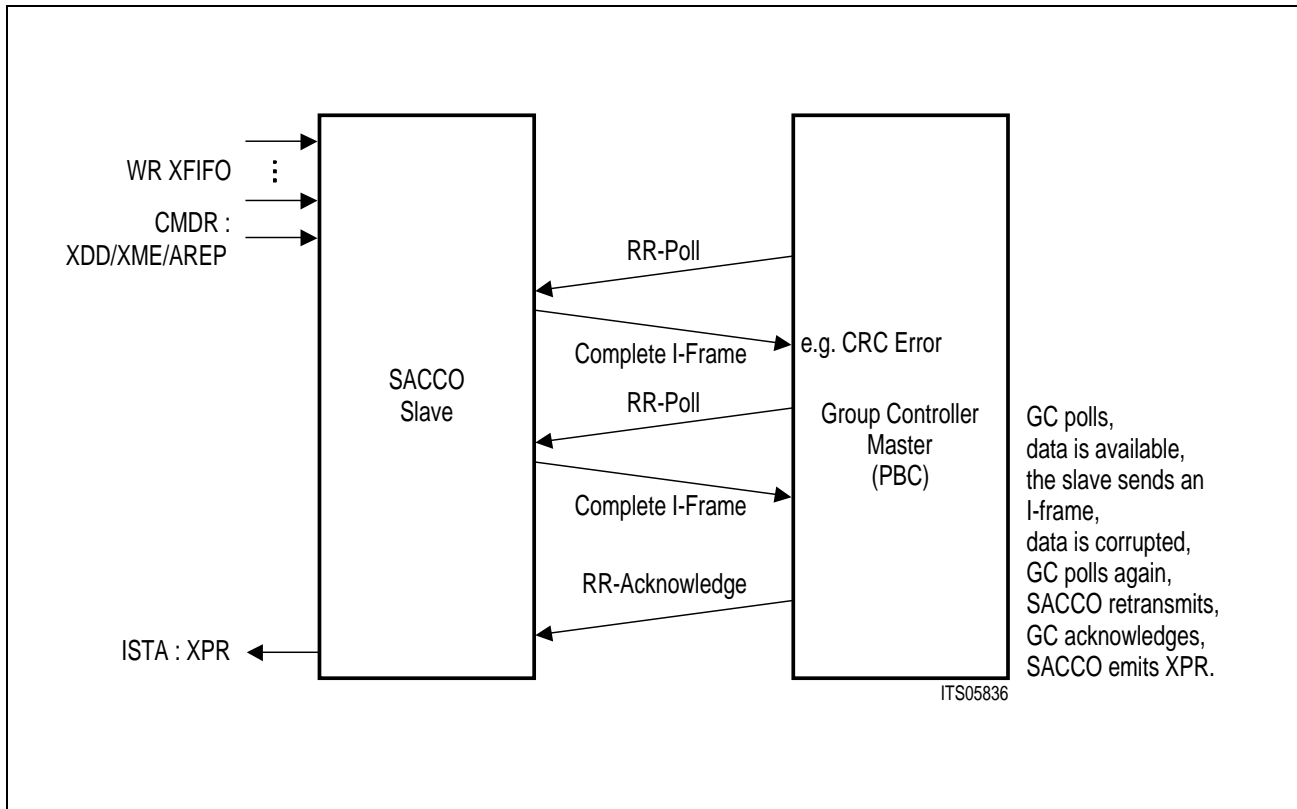 WR XFIFO
CMDR :
XDD/XME/AREP
RR-Poll
Complete I-Frame
e.g. CRC Error
SACCO
Slave
RR-Poll
Group Controller
Master
(PBC)
Complete I-Frame
RR-Acknowledge
ISTA : XPR
GC polls,
data is available,
the slave sends an
I-frame,
data is corrupted,
GC polls again,
SACCO retransmits,
GC acknowledges,
SACCO emits XPR.
ITS05836